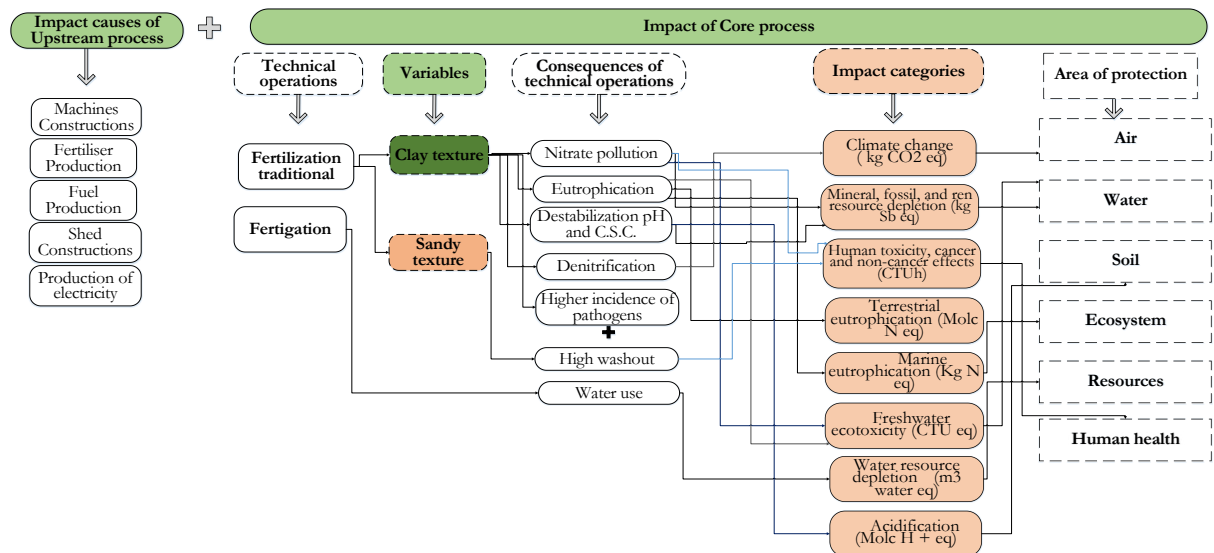 Impact causes of
Upstream process
Impact of Core process
Technical
operations
Variables
Consequences of
technical operations
Impact categories
Area of protection
Machines
Constructions
Fertiliser
Production
Fuel
Production
Shed
Constructions
Production of
electricity
Fertilization
traditional
Fertigation
Clay texture
Sandy
texture
Nitrate pollution
Eutrophication
Destabilization pH
and C.S.C.
Denitrification
Higher incidence of
pathogens
+
High washout
Water use
Climate change
( kg CO2 eq)
Mineral, fossil, and ren
resource depletion (kg
Sb eq)
Human toxicity, cancer
and non-cancer effects
(CTUh)
Terrestrial
eutrophication (Molc
N eq)
Marine
eutrophication (Kg N
eq)
Freshwater
ecotoxicity (CTU eq)
Water resource
depletion (m3
water eq)
Acidification
(Molc H + eq)
Air
Water
Soil
Ecosystem
Resources
Human health